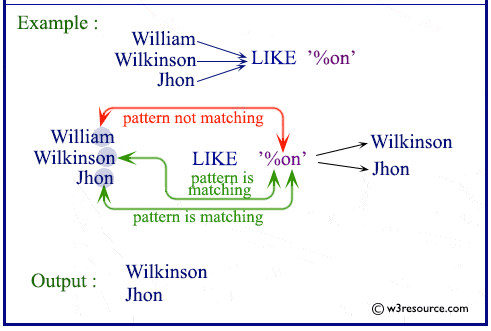 Example :
William
Wilkinson
Jhon
LIKE '%on'
pattern not matching
William
Wilkinson
Jhon
LIKE '%on'
pattern is
matching
pattern is matching
Wilkinson
Jhon
Output :
Wilkinson
Jhon
© w3resource.com